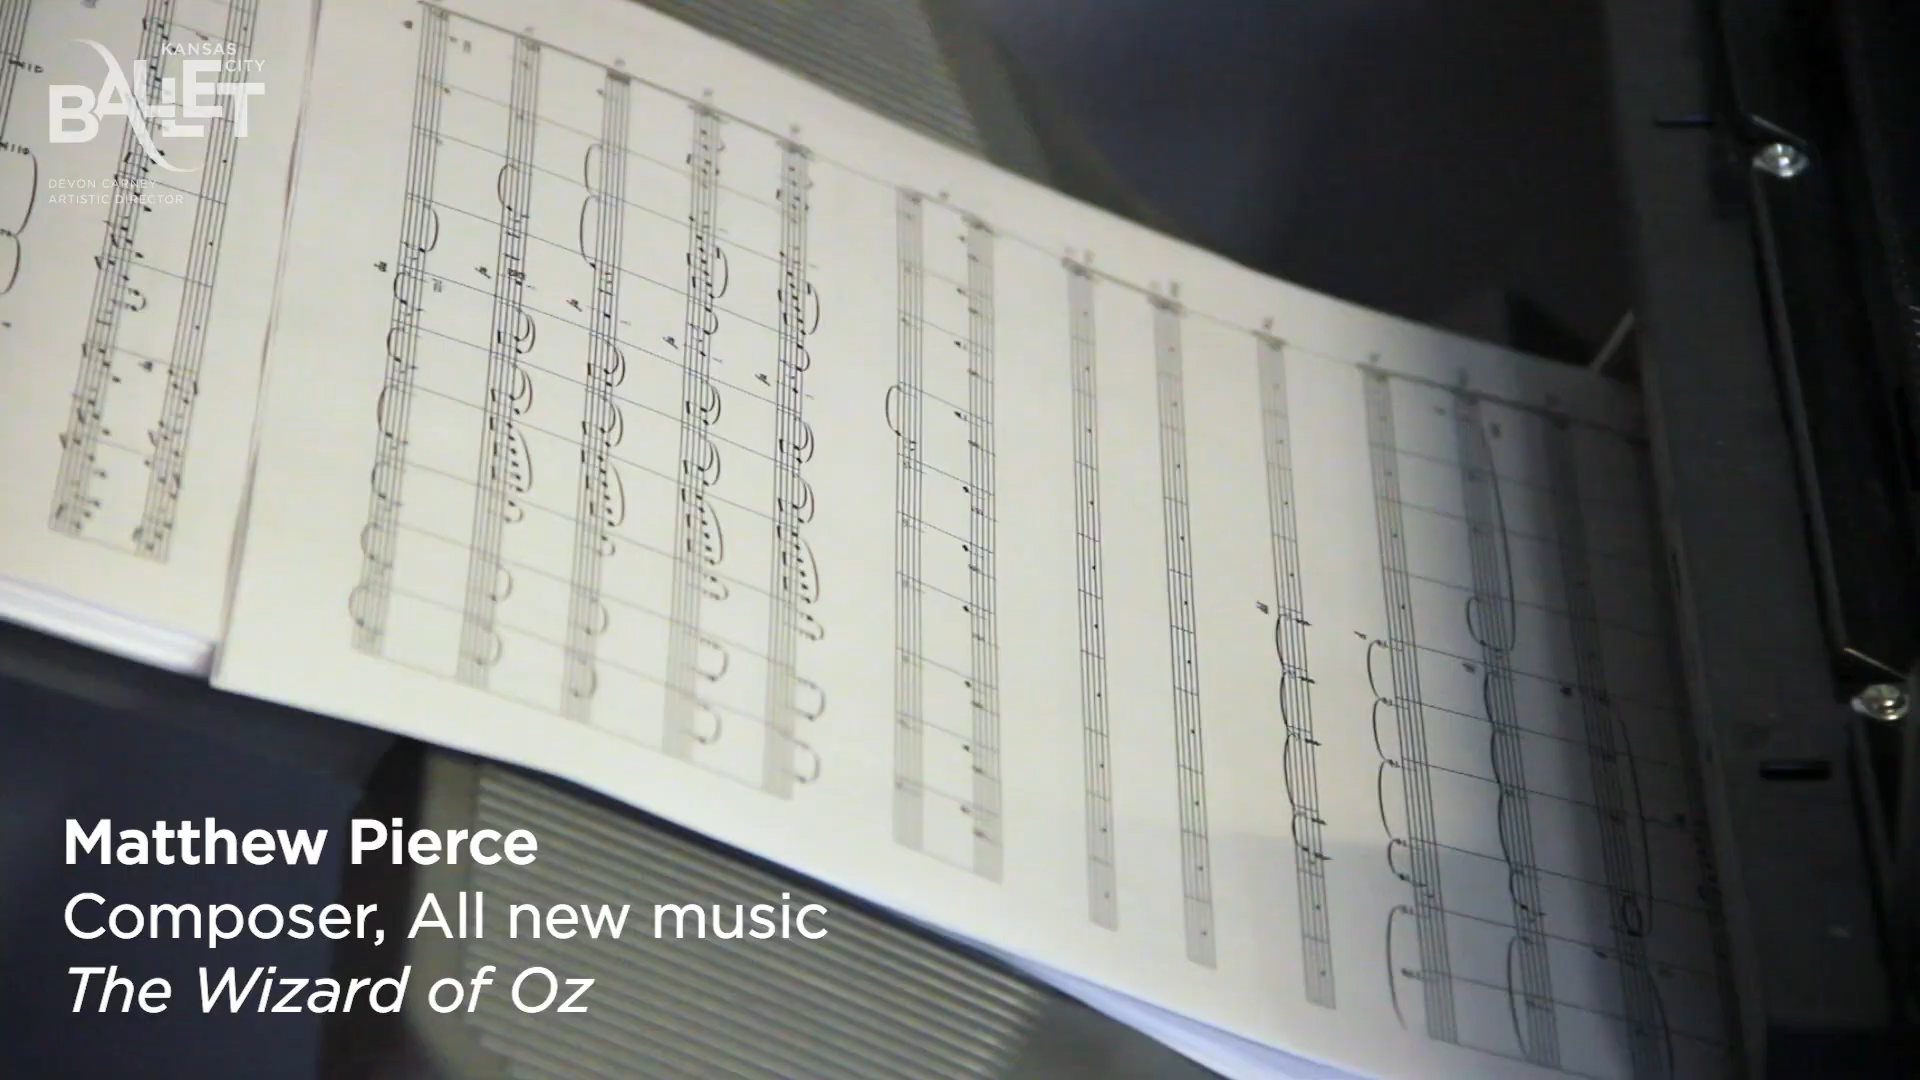 KANSAS
CITY
BALLET
DEVON CARNEY
ARTISTIC DIRECTOR
Matthew Pierce
Composer, All new music
The Wizard of Oz